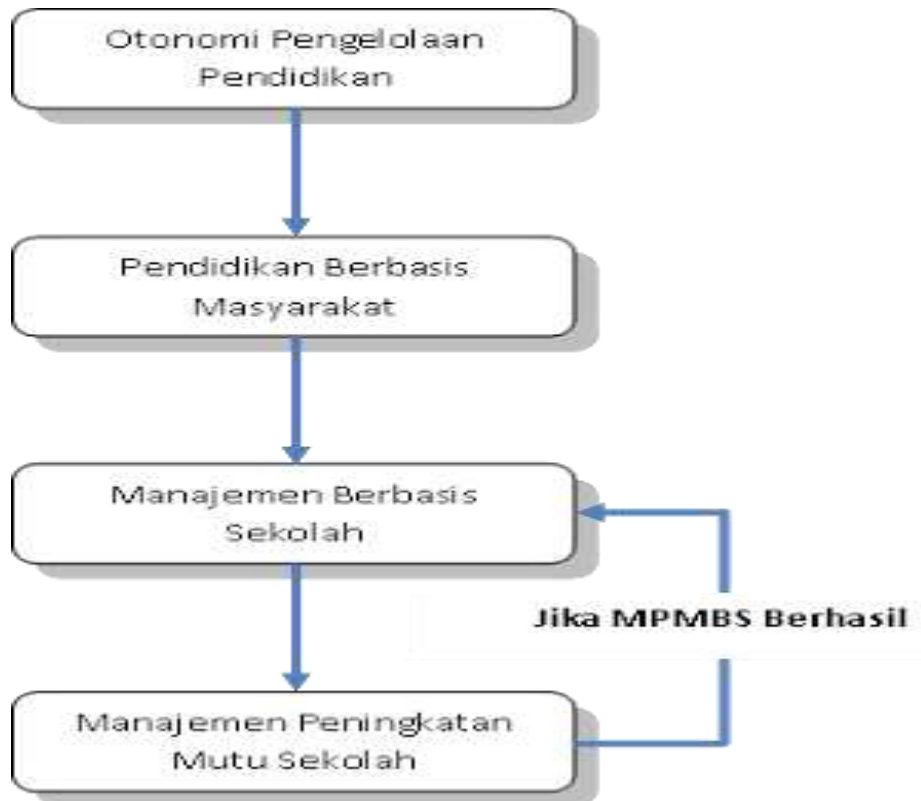 Otonomi Pengelolaan
Pendidikan
Pendidikan Berbasis
Masyarakat
Manajemen Berbasis
Sekolah
Jika MPMBS Berhasil
Manajemen Peningkatan
Mutu Sekolah